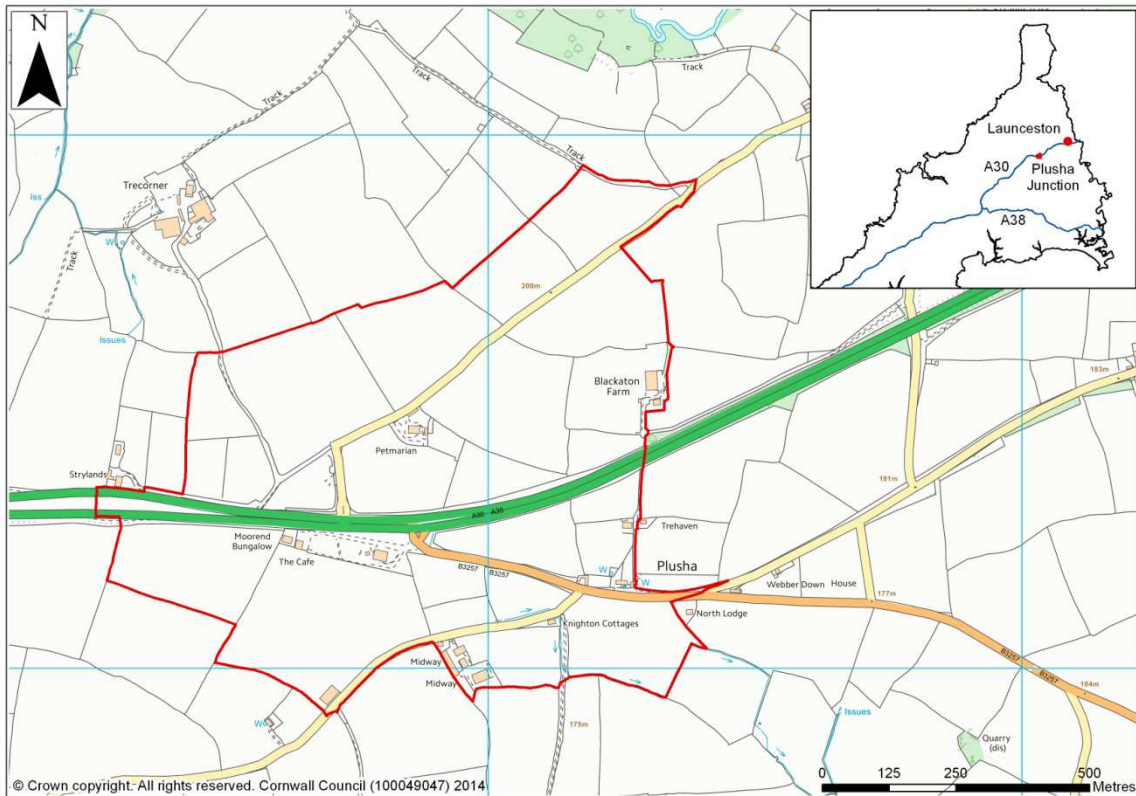 N
Track
Track
Track
Launceston
A30
Plusha
Junction
A38
Trecorner
Iss
W
Track
200m
Issues
Blackaton
Farm
183m
Petmarian
Strylands
A30 - A30
191m
Trehaven
Moorend
Bungalow
The Cafe
B3257
B3257
Plusha
W
W
Webber Down House
177m
North Lodge
Knighton Cottages
Midway
Midway
B3257
B3257
184m
W
175m
Issues
Quarry
(dis)
© Crown copyright. All rights reserved. Cornwall Council (100049047) 2014
0 125 250 500
Metres